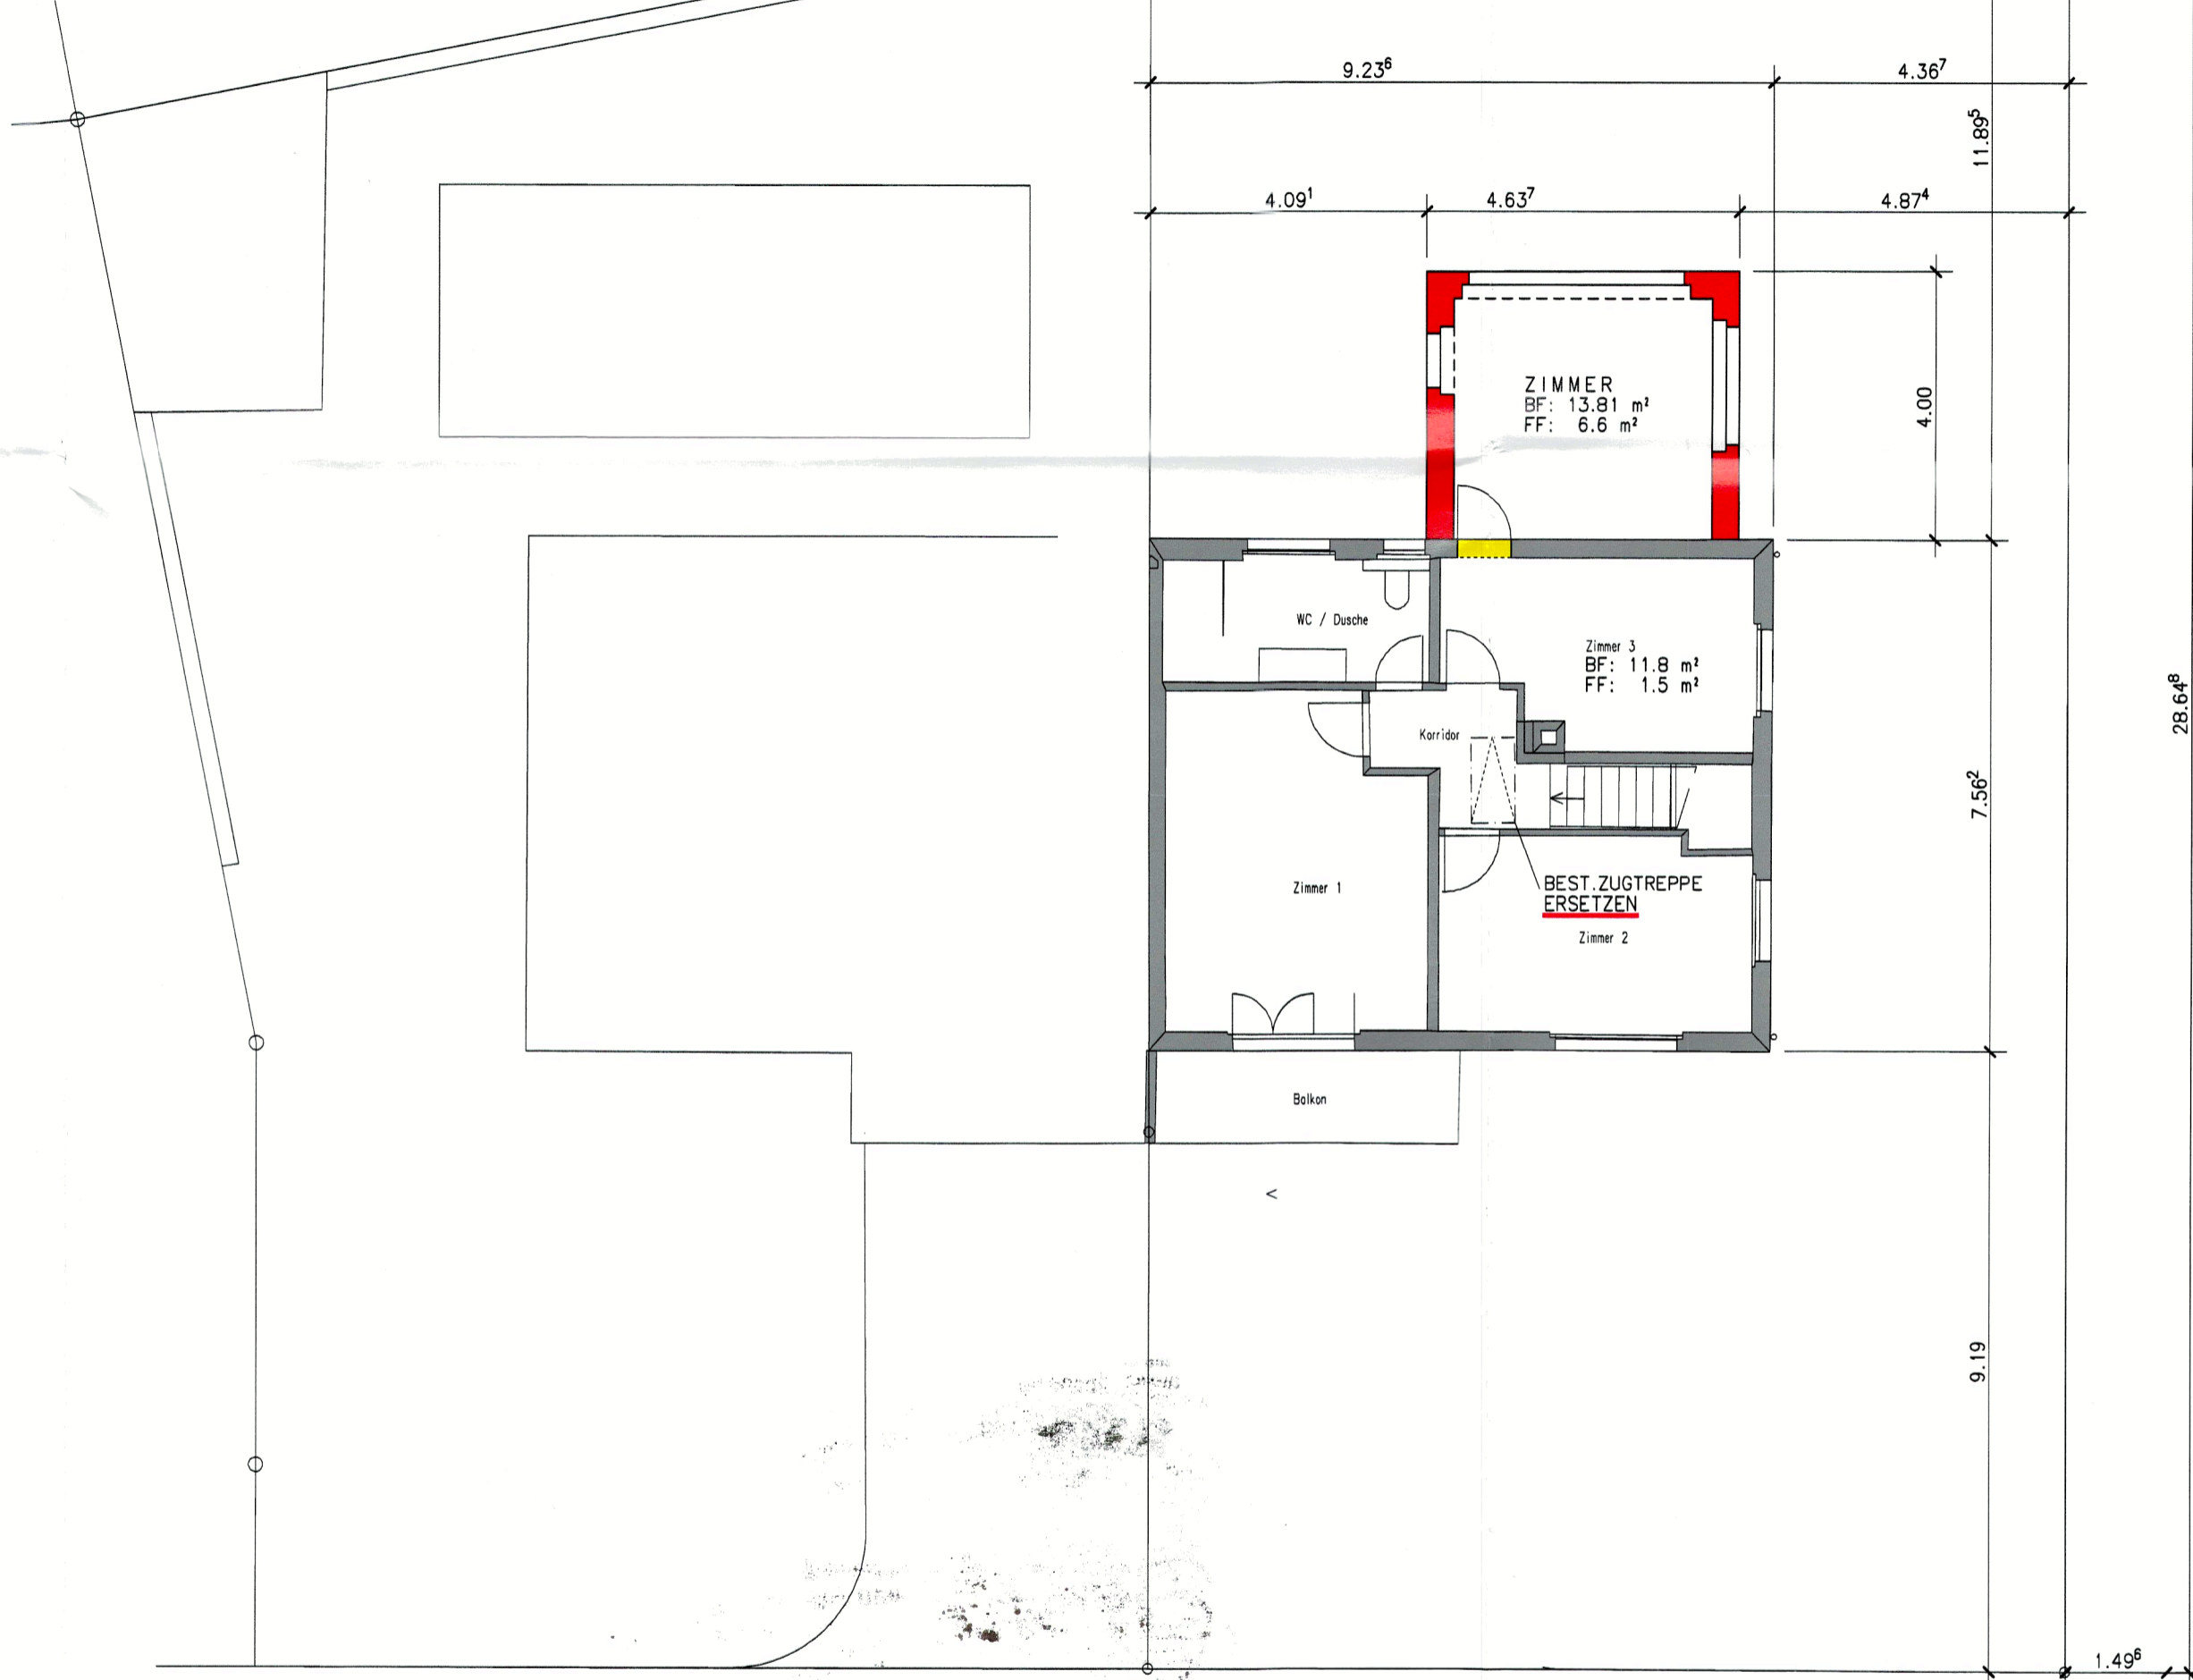 9.23⁶
4.36⁷
11.89⁵
4.09¹
4.63⁷
4.87⁴
ZIMMER
BF: 13.81 m²
FF: 6.6 m²
4.00
WC / Dusche
Zimmer 3
BF: 11.8 m²
FF: 1.5 m²
28.64⁸
Korridor
7.56²
Zimmer 1
BEST.ZUGTREPPE
ERSETZEN
Zimmer 2
Balkon
<
9.19
1.49⁶